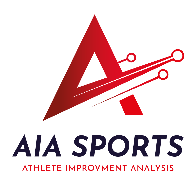 AIA SPORTS
ATHLETE IMPROVMENT ANALYSIS